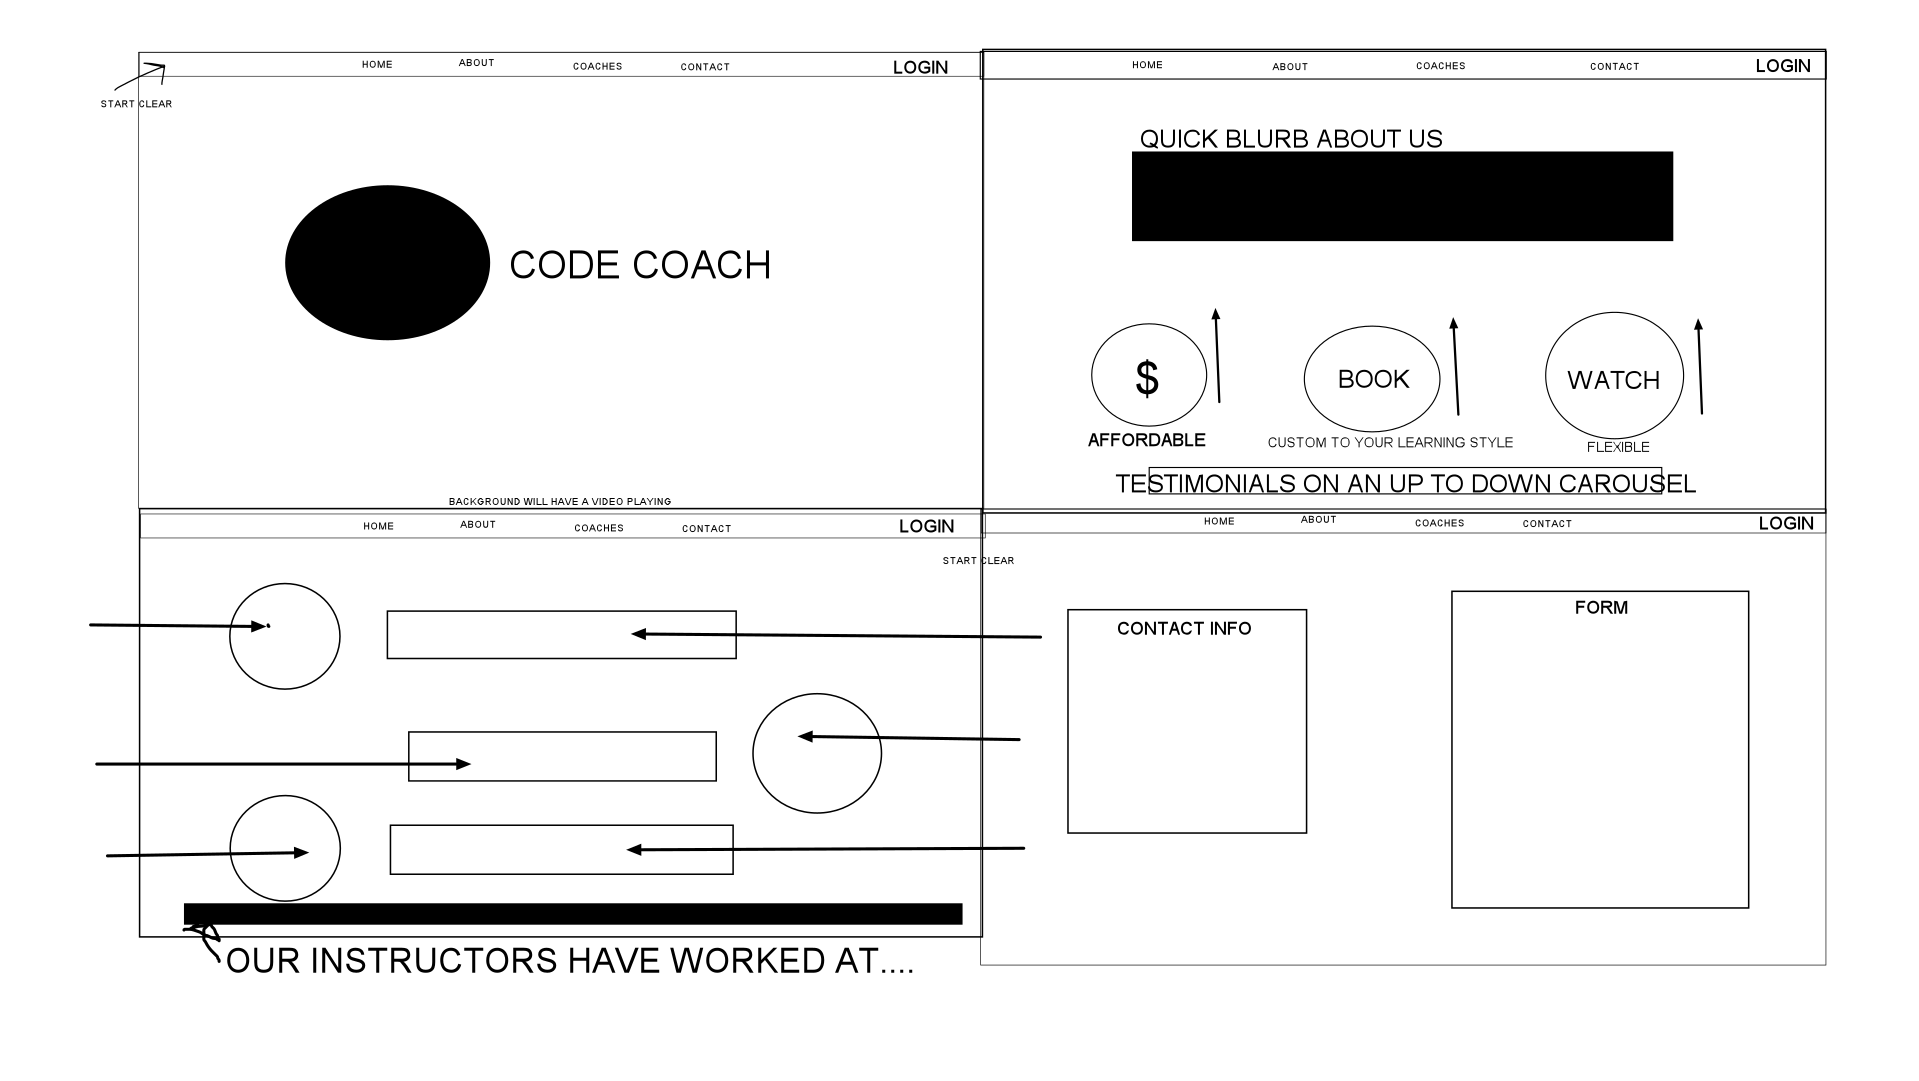 HOME ABOUT COACHES CONTACT LOGIN
START CLEAR
CODE COACH
BACKGROUND WILL HAVE A VIDEO PLAYING
HOME ABOUT COACHES CONTACT LOGIN
QUICK BLURB ABOUT US
$ BOOK WATCH
AFFORDABLE CUSTOM TO YOUR LEARNING STYLE FLEXIBLE
TESTIMONIALS ON AN UP TO DOWN CAROUSEL
HOME ABOUT COACHES CONTACT LOGIN
START CLEAR
OUR INSTRUCTORS HAVE WORKED AT....
HOME ABOUT COACHES CONTACT LOGIN
CONTACT INFO
FORM